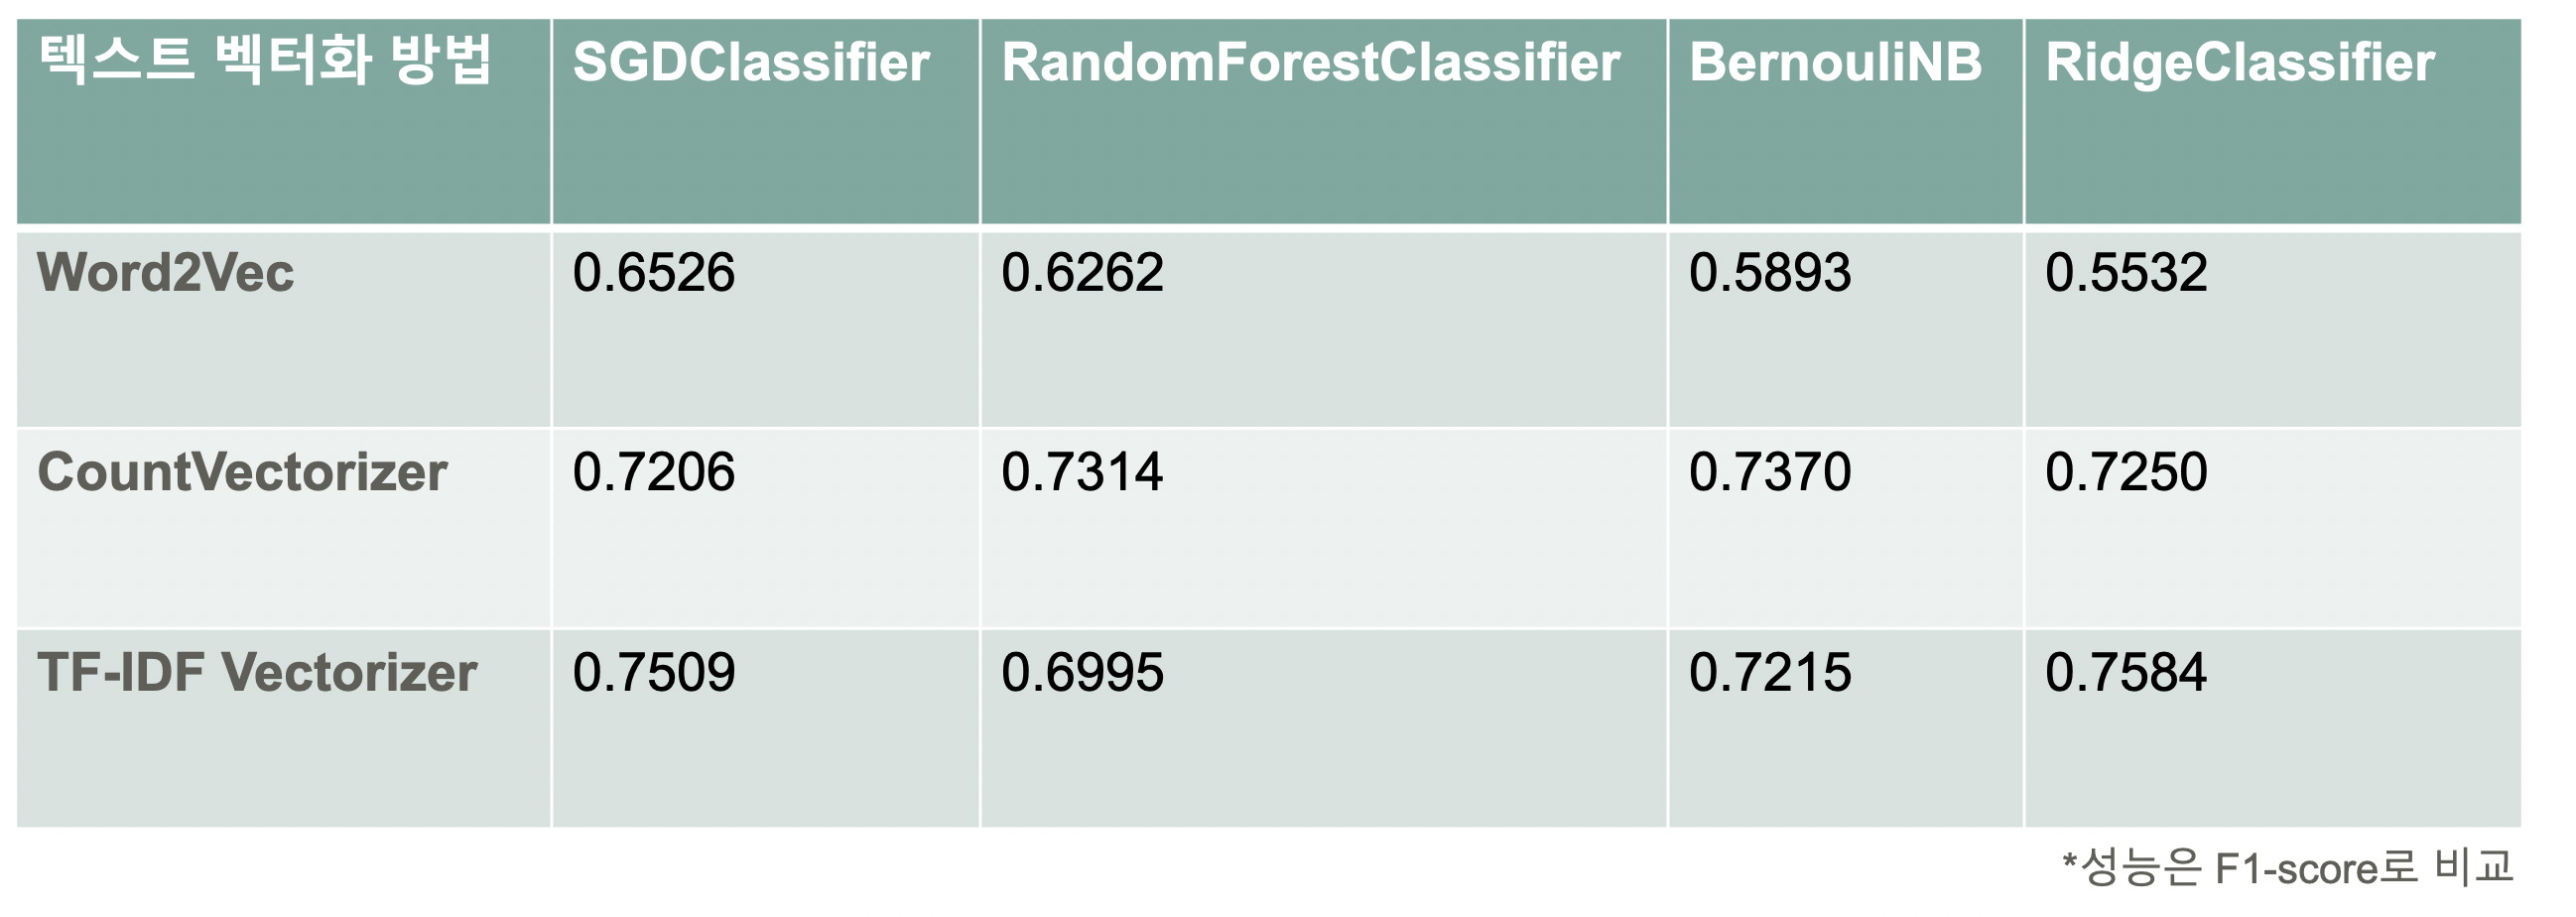 텍스트 벡터화 방법 SGDClassifier RandomForestClassifier BernouliNB RidgeClassifier
Word2Vec 0.6526 0.6262 0.5893 0.5532
CountVectorizer 0.7206 0.7314 0.7370 0.7250
TF-IDF Vectorizer 0.7509 0.6995 0.7215 0.7584
*성능은 F1-score로 비교